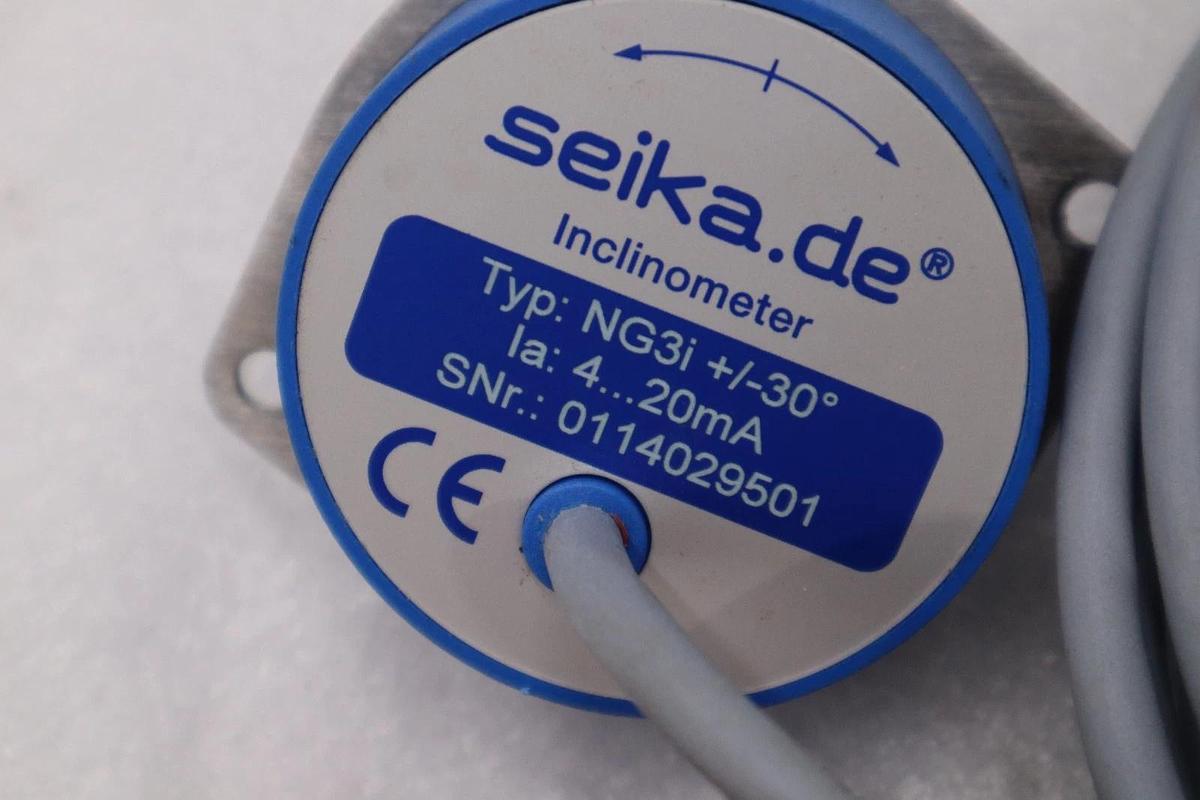 seika.de®
Inclinometer
Typ: NG3i +/-30°
Ia: 4...20mA
SNr.: 0114029501
CE